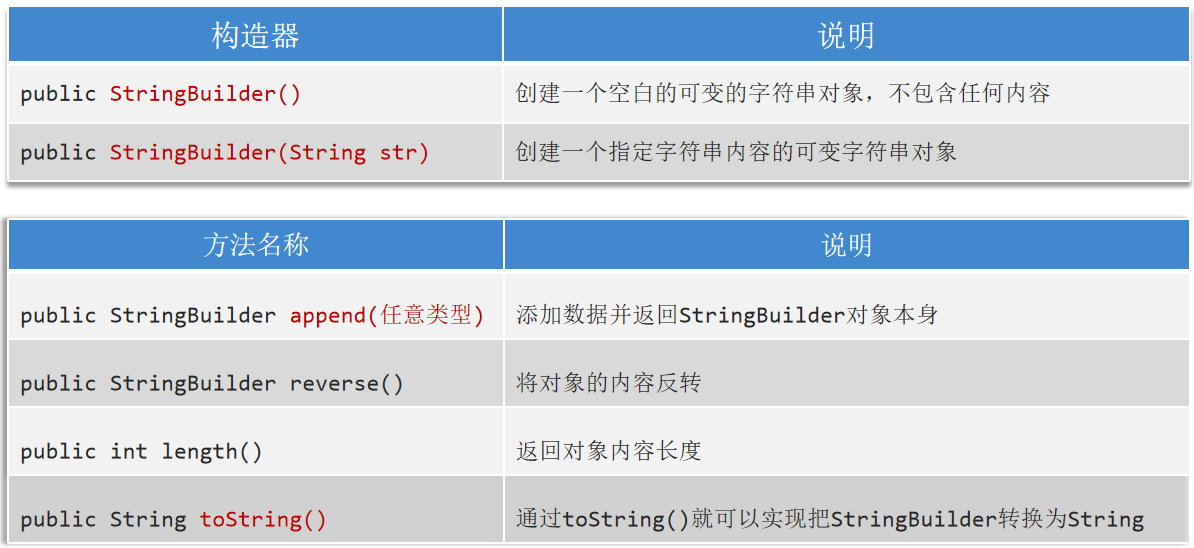 构造器 说明
public StringBuilder() 创建一个空白的可变的字符串对象，不包含任何内容
public StringBuilder(String str) 创建一个指定字符串内容的可变字符串对象
方法名称 说明
public StringBuilder append(任意类型) 添加数据并返回StringBuilder对象本身
public StringBuilder reverse() 将对象的内容反转
public int length() 返回对象内容长度
public String toString() 通过toString()就可以实现把StringBuilder转换为String